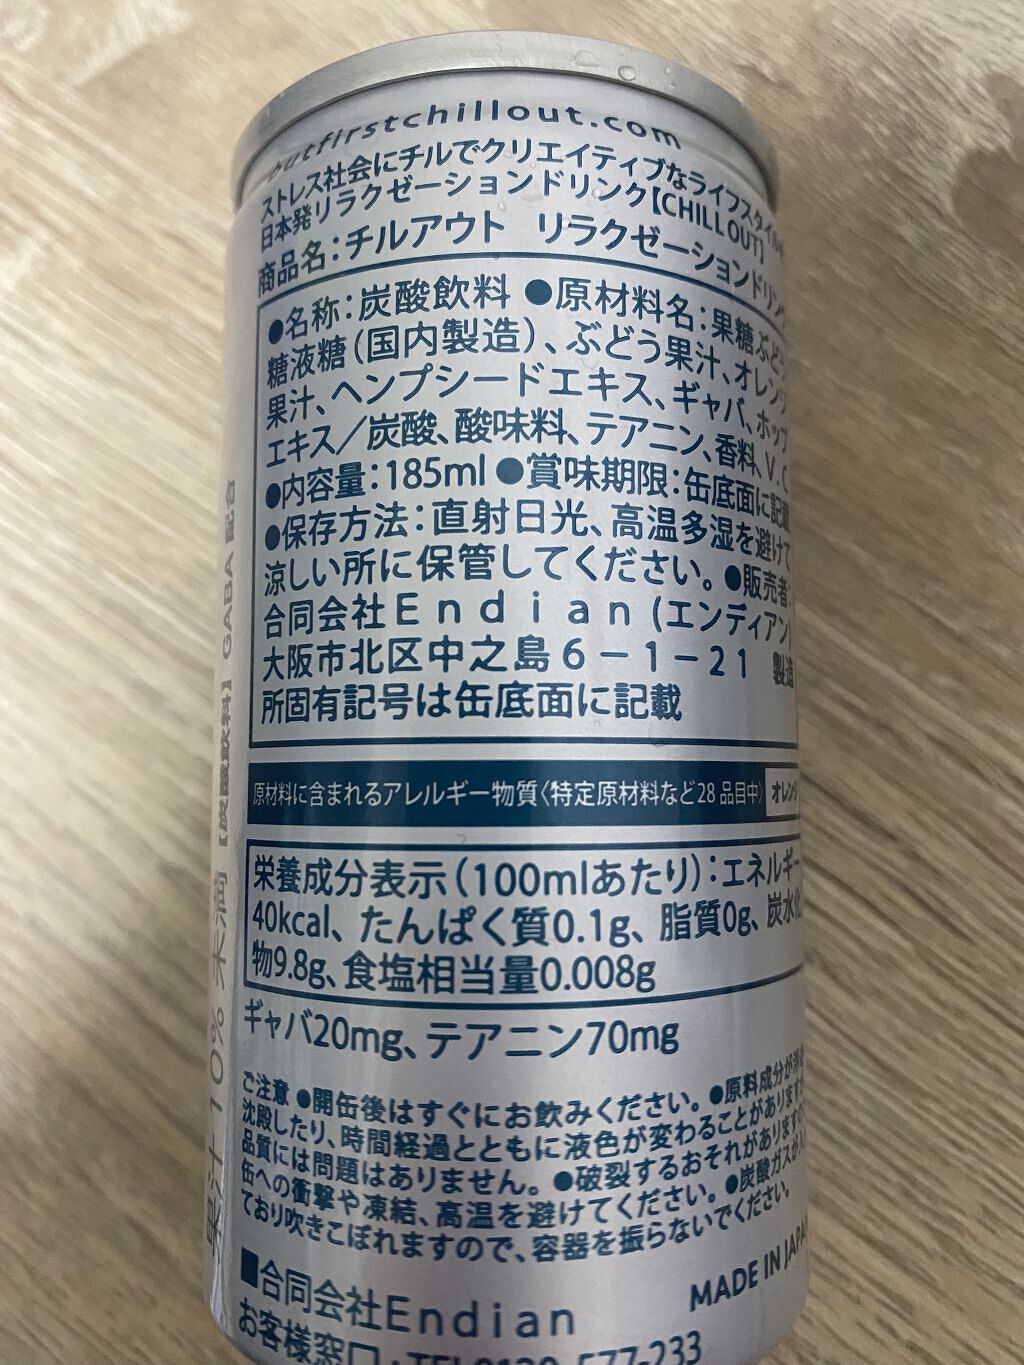 butfirstchillout.com
ストレス社会にチルでクリエイティブなライフスタイル
日本発リラクゼーションドリンク【CHILL OUT】
商品名：チルアウト リラクゼーションドリン
●名称：炭酸飲料 ●原材料名：果糖ぶどう
糖液糖（国内製造）、ぶどう果汁、オレンジ
果汁、ヘンプシードエキス、ギャバ、ホップ
エキス／炭酸、酸味料、テアニン、香料、V.C
●内容量：185ml ●賞味期限：缶底面に記載
●保存方法：直射日光、高温多湿を避けて
涼しい所に保管してください。●販売者：
合同会社Ｅｎｄｉａｎ（エンディアン）
大阪市北区中之島６－１－２１ 製造
所固有記号は缶底面に記載
原材料に含まれるアレルギー物質〈特定原材料など28品目中〉 オレンジ
栄養成分表示（100mlあたり）：エネルギー
40kcal、たんぱく質0.1g、脂質0g、炭水化
物9.8g、食塩相当量0.008g
ギャバ20mg、テアニン70mg
ご注意 ●開缶後はすぐにお飲みください。●原料成分が
沈殿したり、時間経過とともに液色が変わることがありますが
品質には問題はありません。●破裂するおそれがありますの
缶への衝撃や凍結、高温を避けてください。●炭酸ガスが
ており吹きこぼれますので、容器を振らないでください。
MADE IN JAPAN
■合同会社Ｅｎｄｉａｎ
お客様窓口：TEL0120-577-233
果汁10％未満 【炭酸飲料】 GABA配合